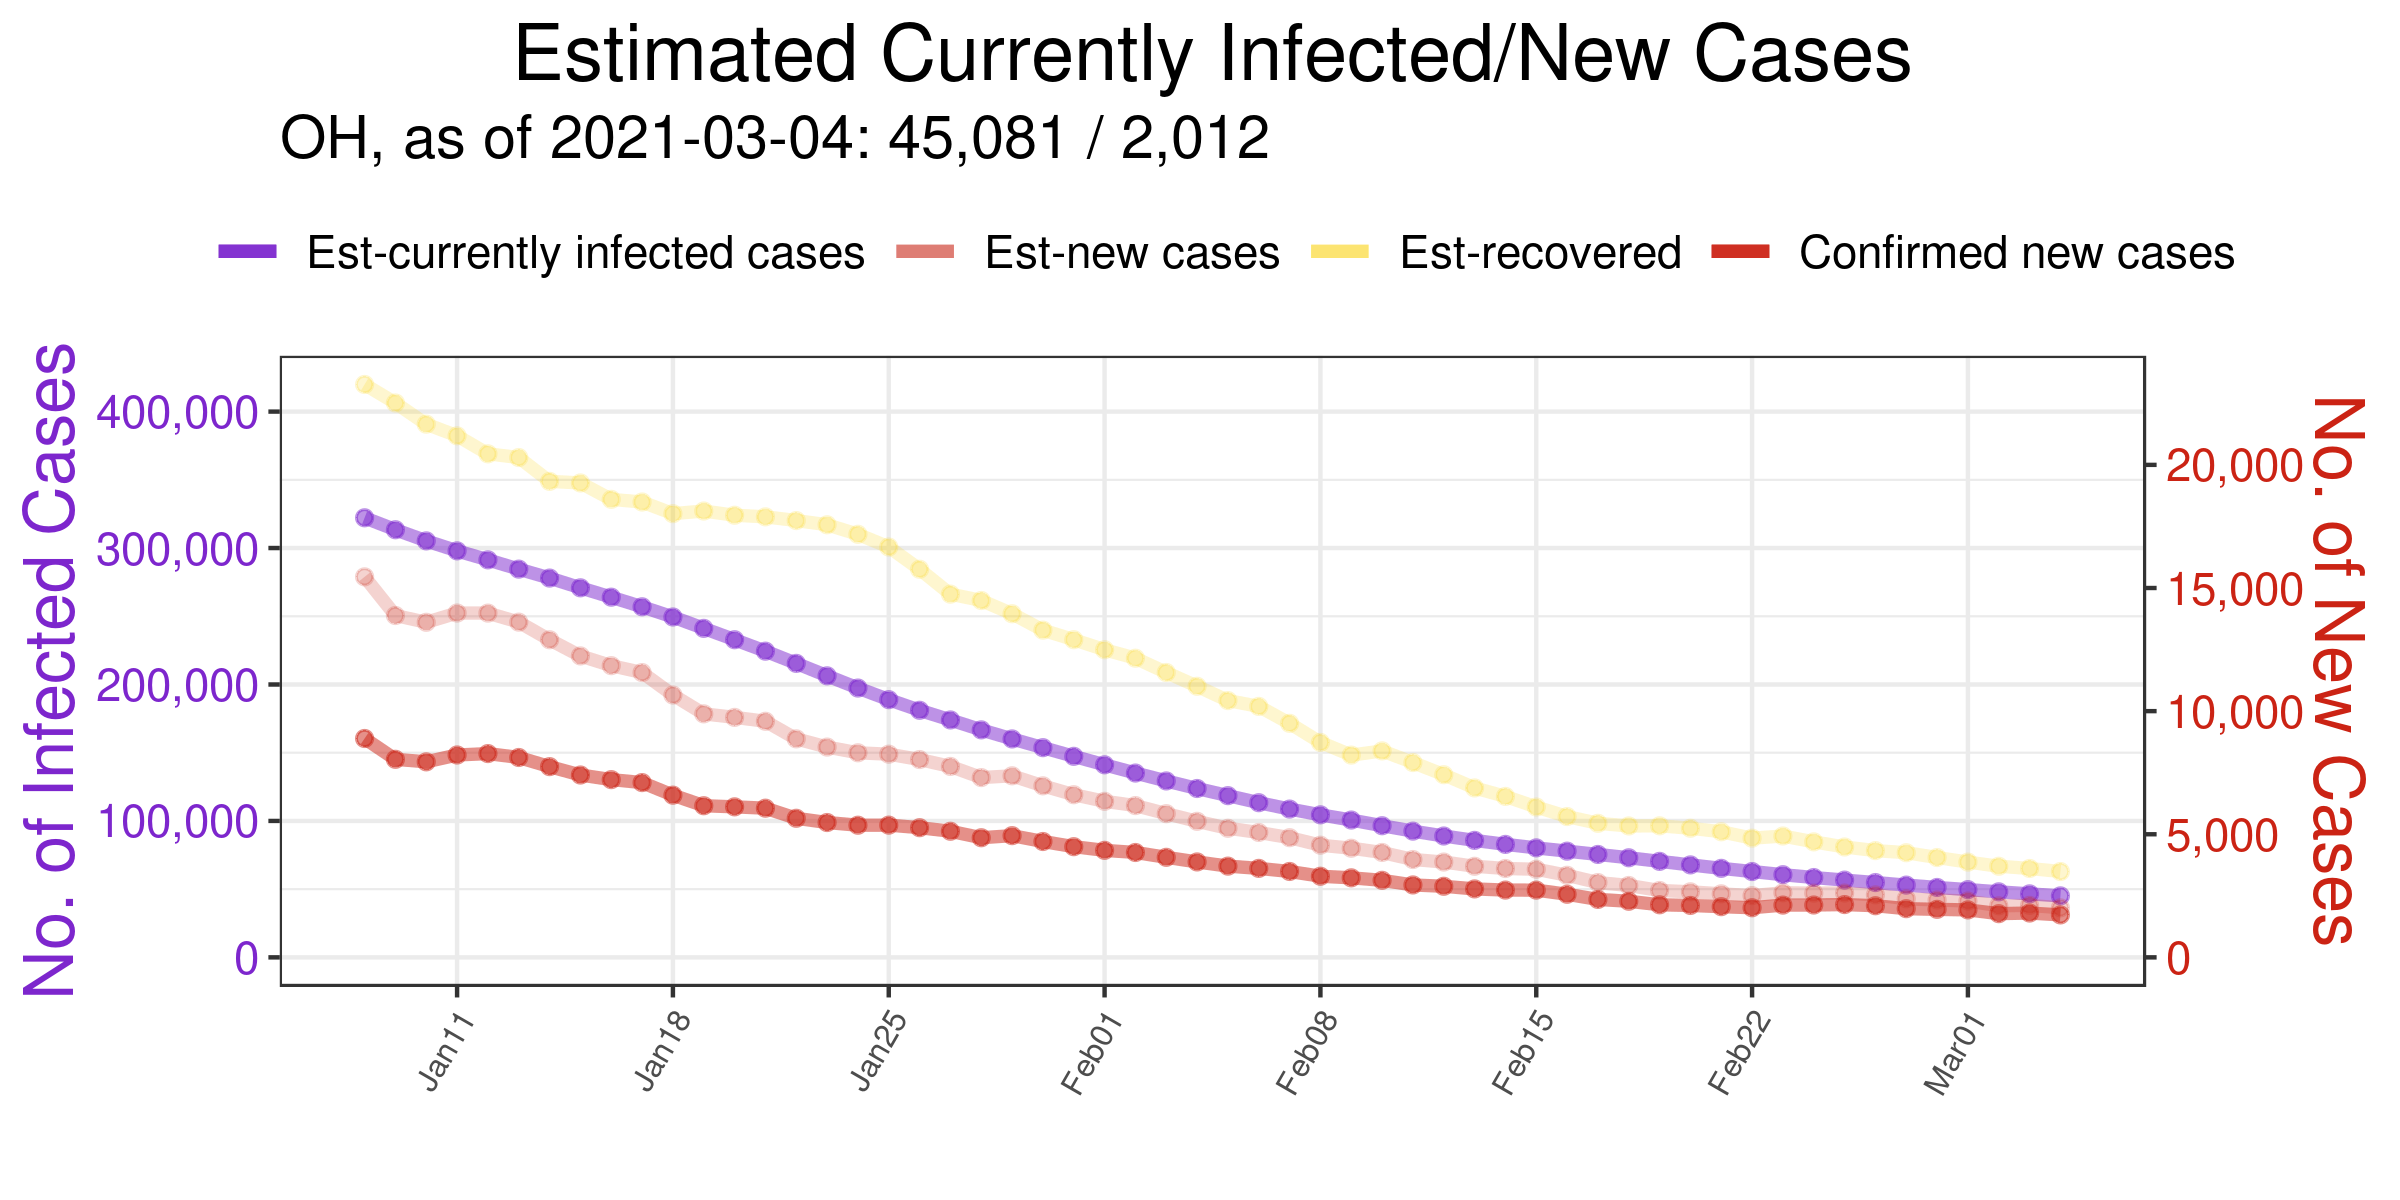 Estimated Currently Infected/New Cases
OH, as of 2021-03-04: 45,081 / 2,012
Est-currently infected cases
Est-new cases
Est-recovered
Confirmed new cases
No. of Infected Cases
400,000
300,000
200,000
100,000
0
20,000
15,000
10,000
5,000
0
No. of New Cases
Jan11
Jan18
Jan25
Feb01
Feb08
Feb15
Feb22
Mar01